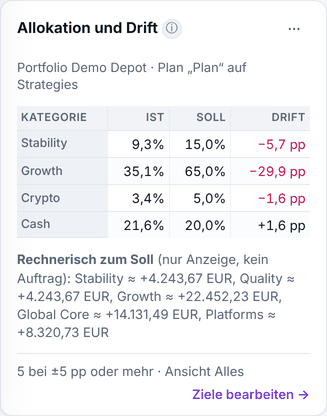 Allokation und Drift ⓘ ...
Portfolio Demo Depot · Plan „Plan“ auf
Strategies
KATEGORIE IST SOLL DRIFT
Stability 9,3% 15,0% −5,7 pp
Growth 35,1% 65,0% −29,9 pp
Crypto 3,4% 5,0% −1,6 pp
Cash 21,6% 20,0% +1,6 pp
Rechnerisch zum Soll (nur Anzeige, kein
Auftrag): Stability ≈ +4.243,67 EUR, Quality ≈
+4.243,67 EUR, Growth ≈ +22.452,23 EUR,
Global Core ≈ +14.131,49 EUR, Platforms ≈
+8.320,73 EUR
5 bei ±5 pp oder mehr · Ansicht Alles
Ziele bearbeiten →